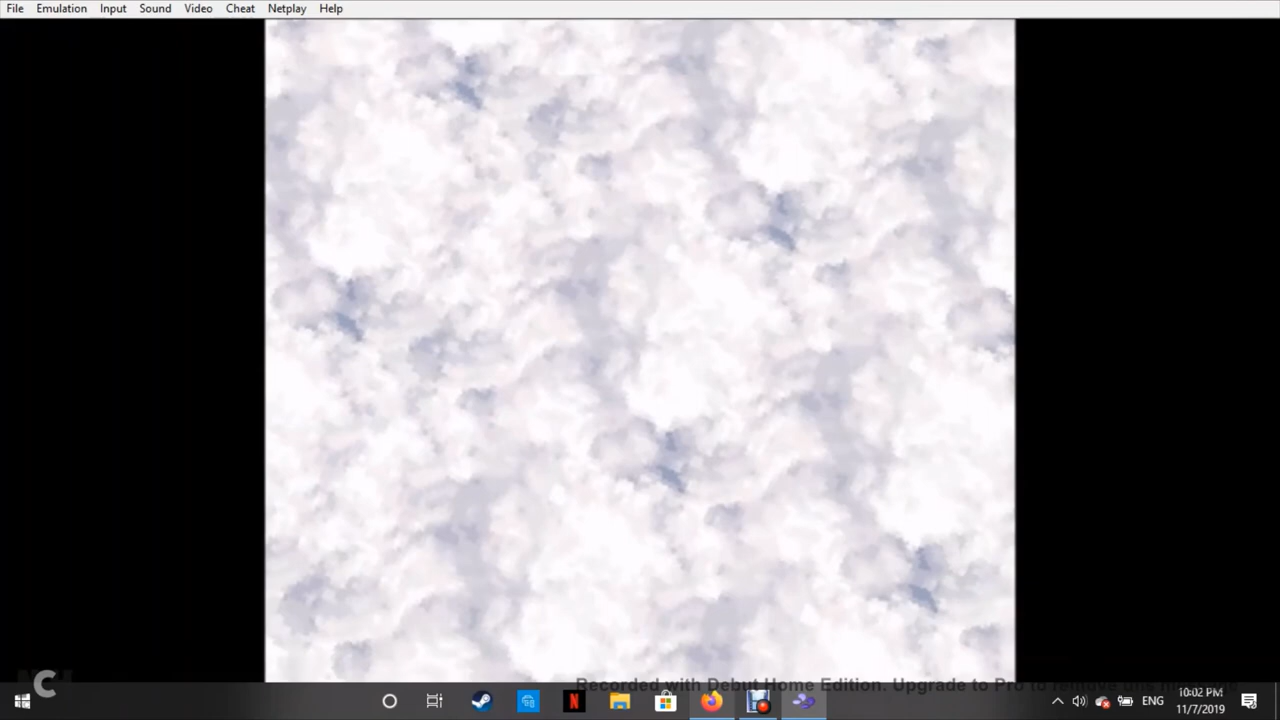 File Emulation Input Sound Video Cheat Netplay Help
Recorded with Debut Home Edition. Upgrade to Pro to
10:02 PM
ENG
11/7/2019